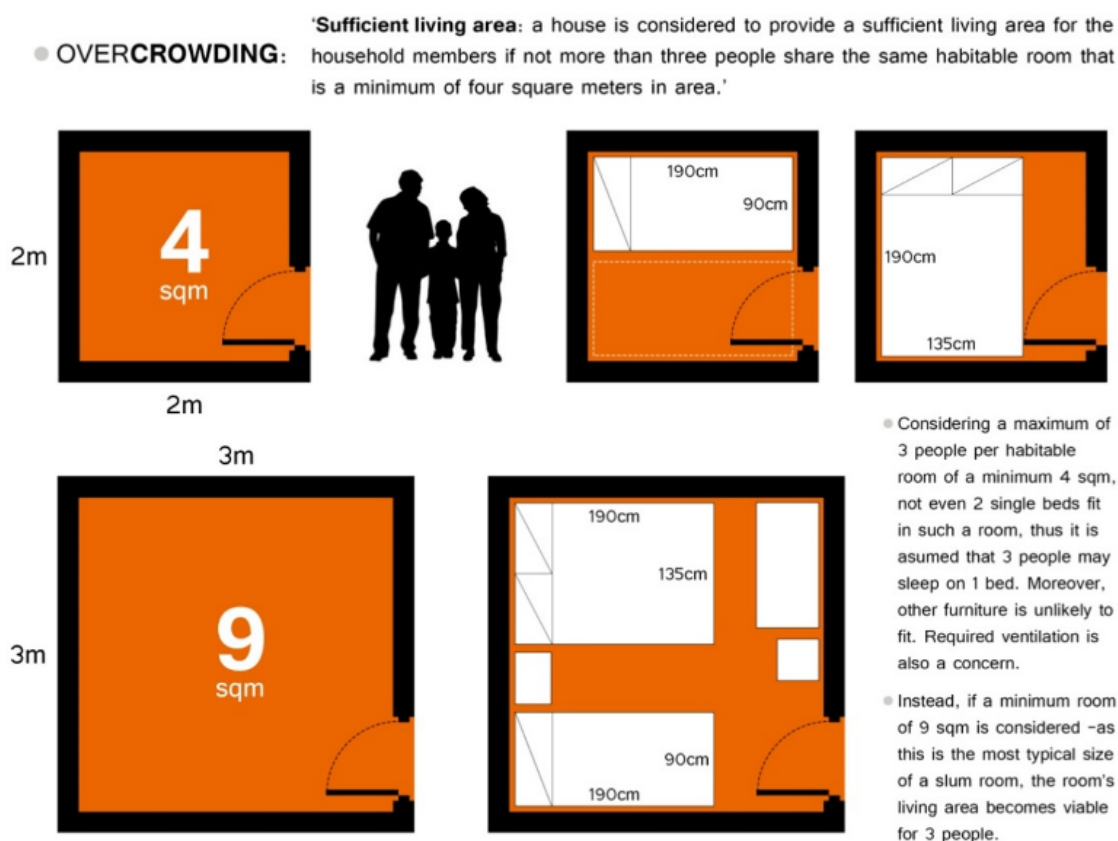 'Sufficient living area: a house is considered to provide a sufficient living area for the
OVERCROWDING: household members if not more than three people share the same habitable room that
is a minimum of four square meters in area.'
4
sqm
2m
2m
190cm
90cm
190cm
135cm
3m
9
sqm
3m
190cm
135cm
90cm
190cm
Considering a maximum of
3 people per habitable
room of a minimum 4 sqm,
not even 2 single beds fit
in such a room, thus it is
asumed that 3 people may
sleep on 1 bed. Moreover,
other furniture is unlikely to
fit. Required ventilation is
also a concern.
Instead, if a minimum room
of 9 sqm is considered -as
this is the most typical size
of a slum room, the room's
living area becomes viable
for 3 people.